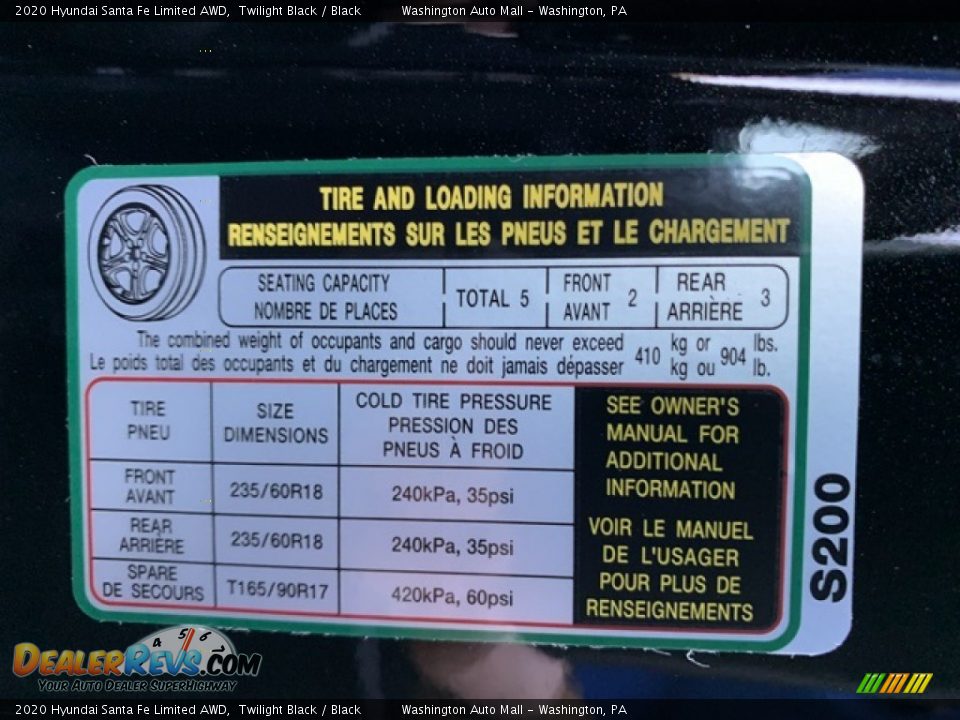 2020 Hyundai Santa Fe Limited AWD,  Twilight Black / Black          Washington Auto Mall - Washington, PA
TIRE AND LOADING INFORMATION
RENSEIGNEMENTS SUR LES PNEUS ET LE CHARGEMENT
SEATING CAPACITY
NOMBRE DE PLACES
TOTAL 5
FRONT
AVANT
2
REAR
ARRIÈRE
3
The combined weight of occupants and cargo should never exceed
Le poids total des occupants et du chargement ne doit jamais dépasser
410
kg or
kg ou
904
lbs.
lb.
TIRE
PNEU
SIZE
DIMENSIONS
COLD TIRE PRESSURE
PRESSION DES
PNEUS À FROID
FRONT
AVANT
235/60R18
240kPa, 35psi
REAR
ARRIÈRE
235/60R18
240kPa, 35psi
SPARE
DE SECOURS
T165/90R17
420kPa, 60psi
SEE OWNER'S
MANUAL FOR
ADDITIONAL
INFORMATION
VOIR LE MANUEL
DE L'USAGER
POUR PLUS DE
RENSEIGNEMENTS
S200
4 5 6
DEALERREVS.COM
YOUR AUTO DEALER SUPERHIGHWAY
2020 Hyundai Santa Fe Limited AWD,  Twilight Black / Black          Washington Auto Mall - Washington, PA